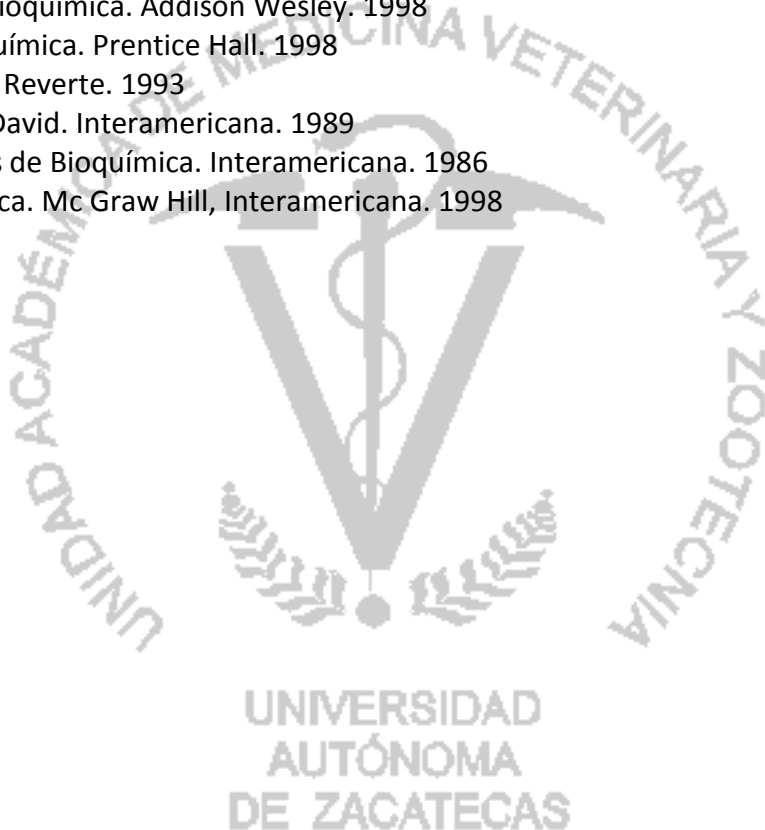 ioquímica. Addison Wesley. 1998
uímica. Prentice Hall. 1998
Reverte. 1993
David. Interamericana. 1989
s de Bioquímica. Interamericana. 1986
ca. Mc Graw Hill, Interamericana. 1998
UNIDAD ACADÉMICA DE MEDICINA VETERINARIA Y ZOOTECNIA
UNIVERSIDAD
AUTÓNOMA
DE ZACATECAS